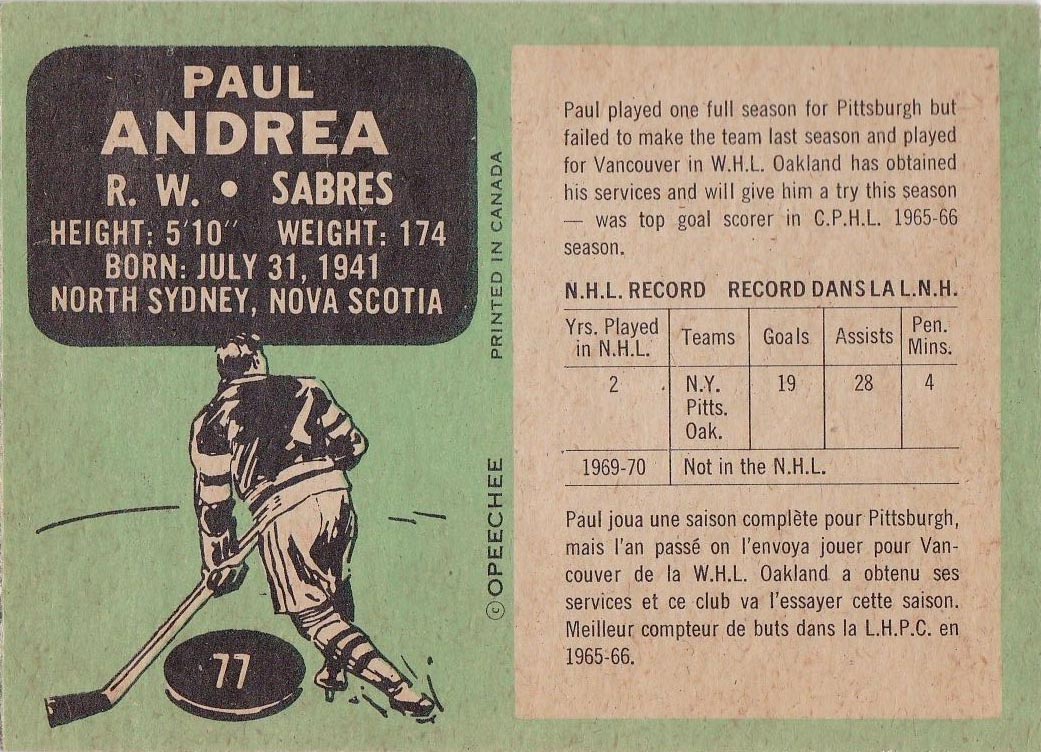 PAUL
ANDREA
R. W. • SABRES
HEIGHT: 5'10" WEIGHT: 174
BORN: JULY 31, 1941
NORTH SYDNEY, NOVA SCOTIA
77
PRINTED IN CANADA
© OPEECHEE
Paul played one full season for Pittsburgh but
failed to make the team last season and played
for Vancouver in W.H.L. Oakland has obtained
his services and will give him a try this season
— was top goal scorer in C.P.H.L. 1965-66
season.
N.H.L. RECORD RECORD DANS LA L.N.H.
Yrs. Played
in N.H.L.
Teams
Goals
Assists
Pen.
Mins.
2
N.Y.
Pitts.
Oak.
19
28
4
1969-70 Not in the N.H.L.
Paul joua une saison complète pour Pittsburgh,
mais l'an passé on l'envoya jouer pour Van-
couver de la W.H.L. Oakland a obtenu ses
services et ce club va l'essayer cette saison.
Meilleur compteur de buts dans la L.H.P.C. en
1965-66.